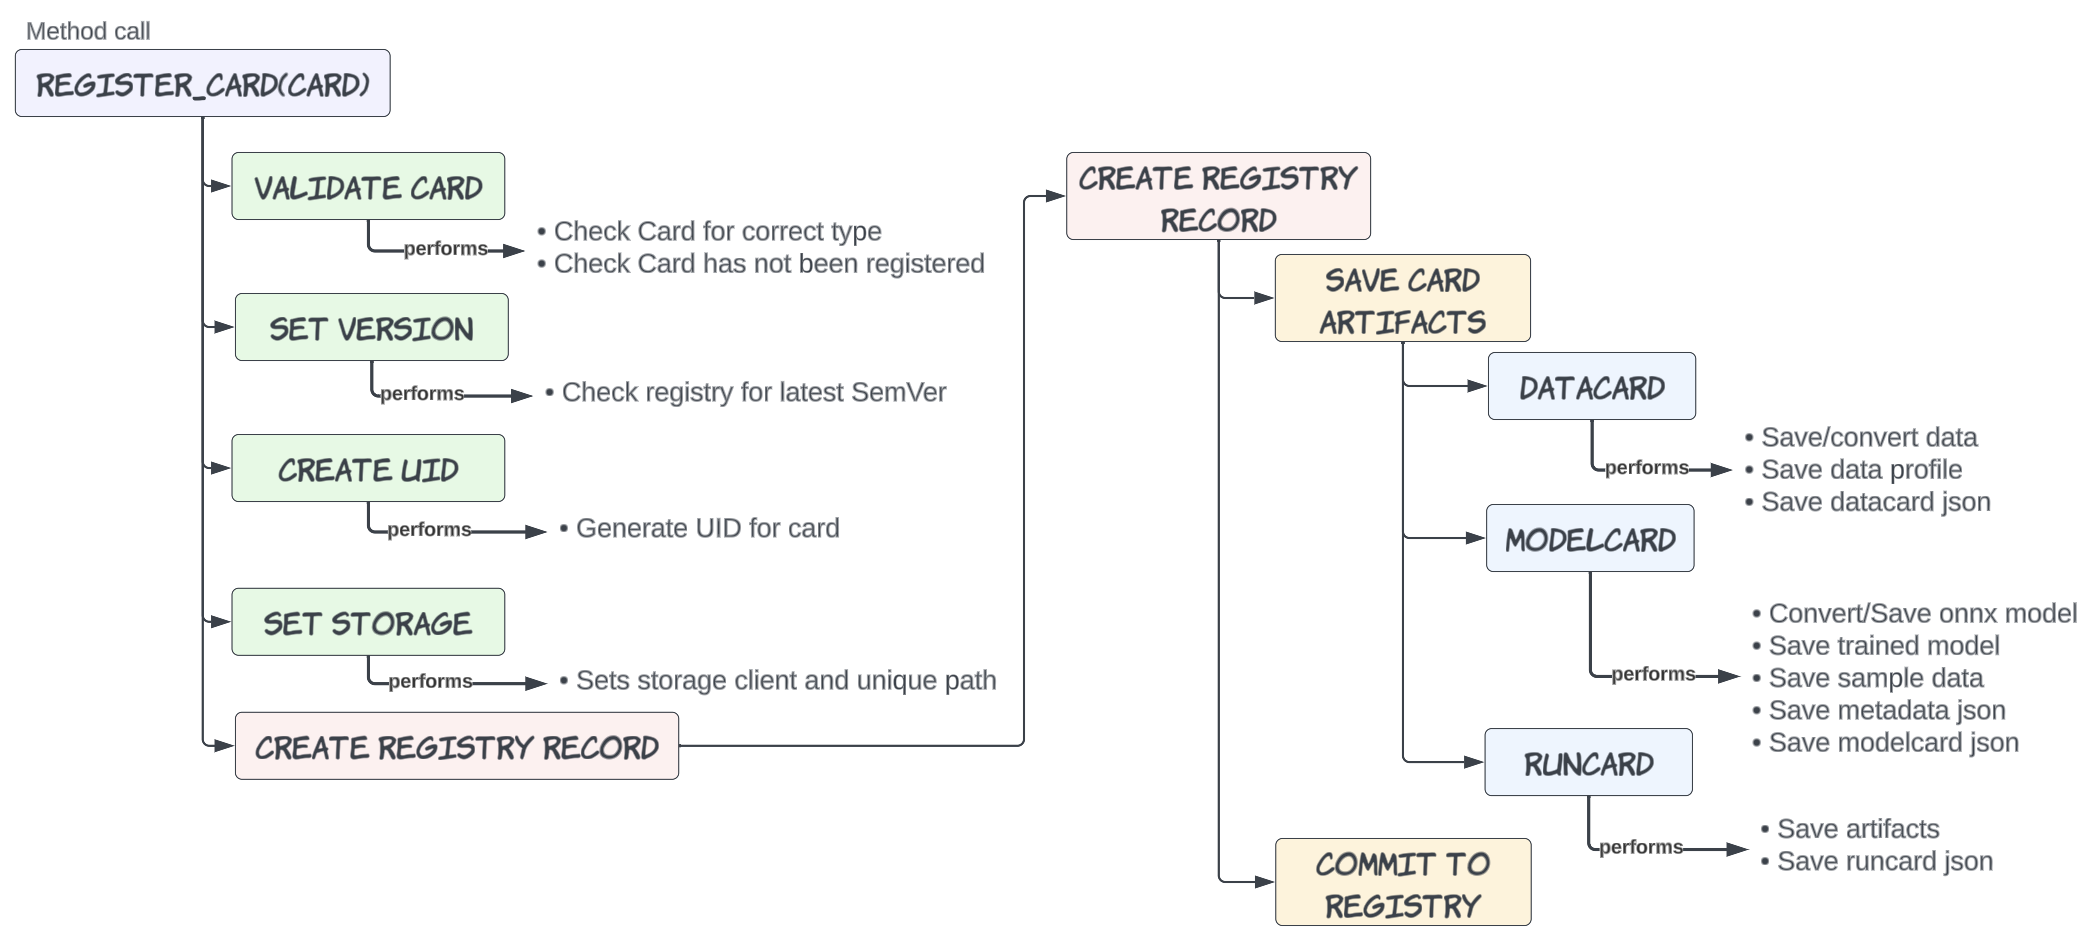 Method call
REGISTER_CARD(CARD)
VALIDATE CARD
performs
• Check Card for correct type
• Check Card has not been registered
SET VERSION
performs
• Check registry for latest SemVer
CREATE UID
performs
• Generate UID for card
SET STORAGE
performs
• Sets storage client and unique path
CREATE REGISTRY RECORD
CREATE REGISTRY
RECORD
SAVE CARD
ARTIFACTS
DATACARD
performs
• Save/convert data
• Save data profile
• Save datacard json
MODELCARD
performs
• Convert/Save onnx model
• Save trained model
• Save sample data
• Save metadata json
• Save modelcard json
RUNCARD
performs
• Save artifacts
• Save runcard json
COMMIT TO
REGISTRY